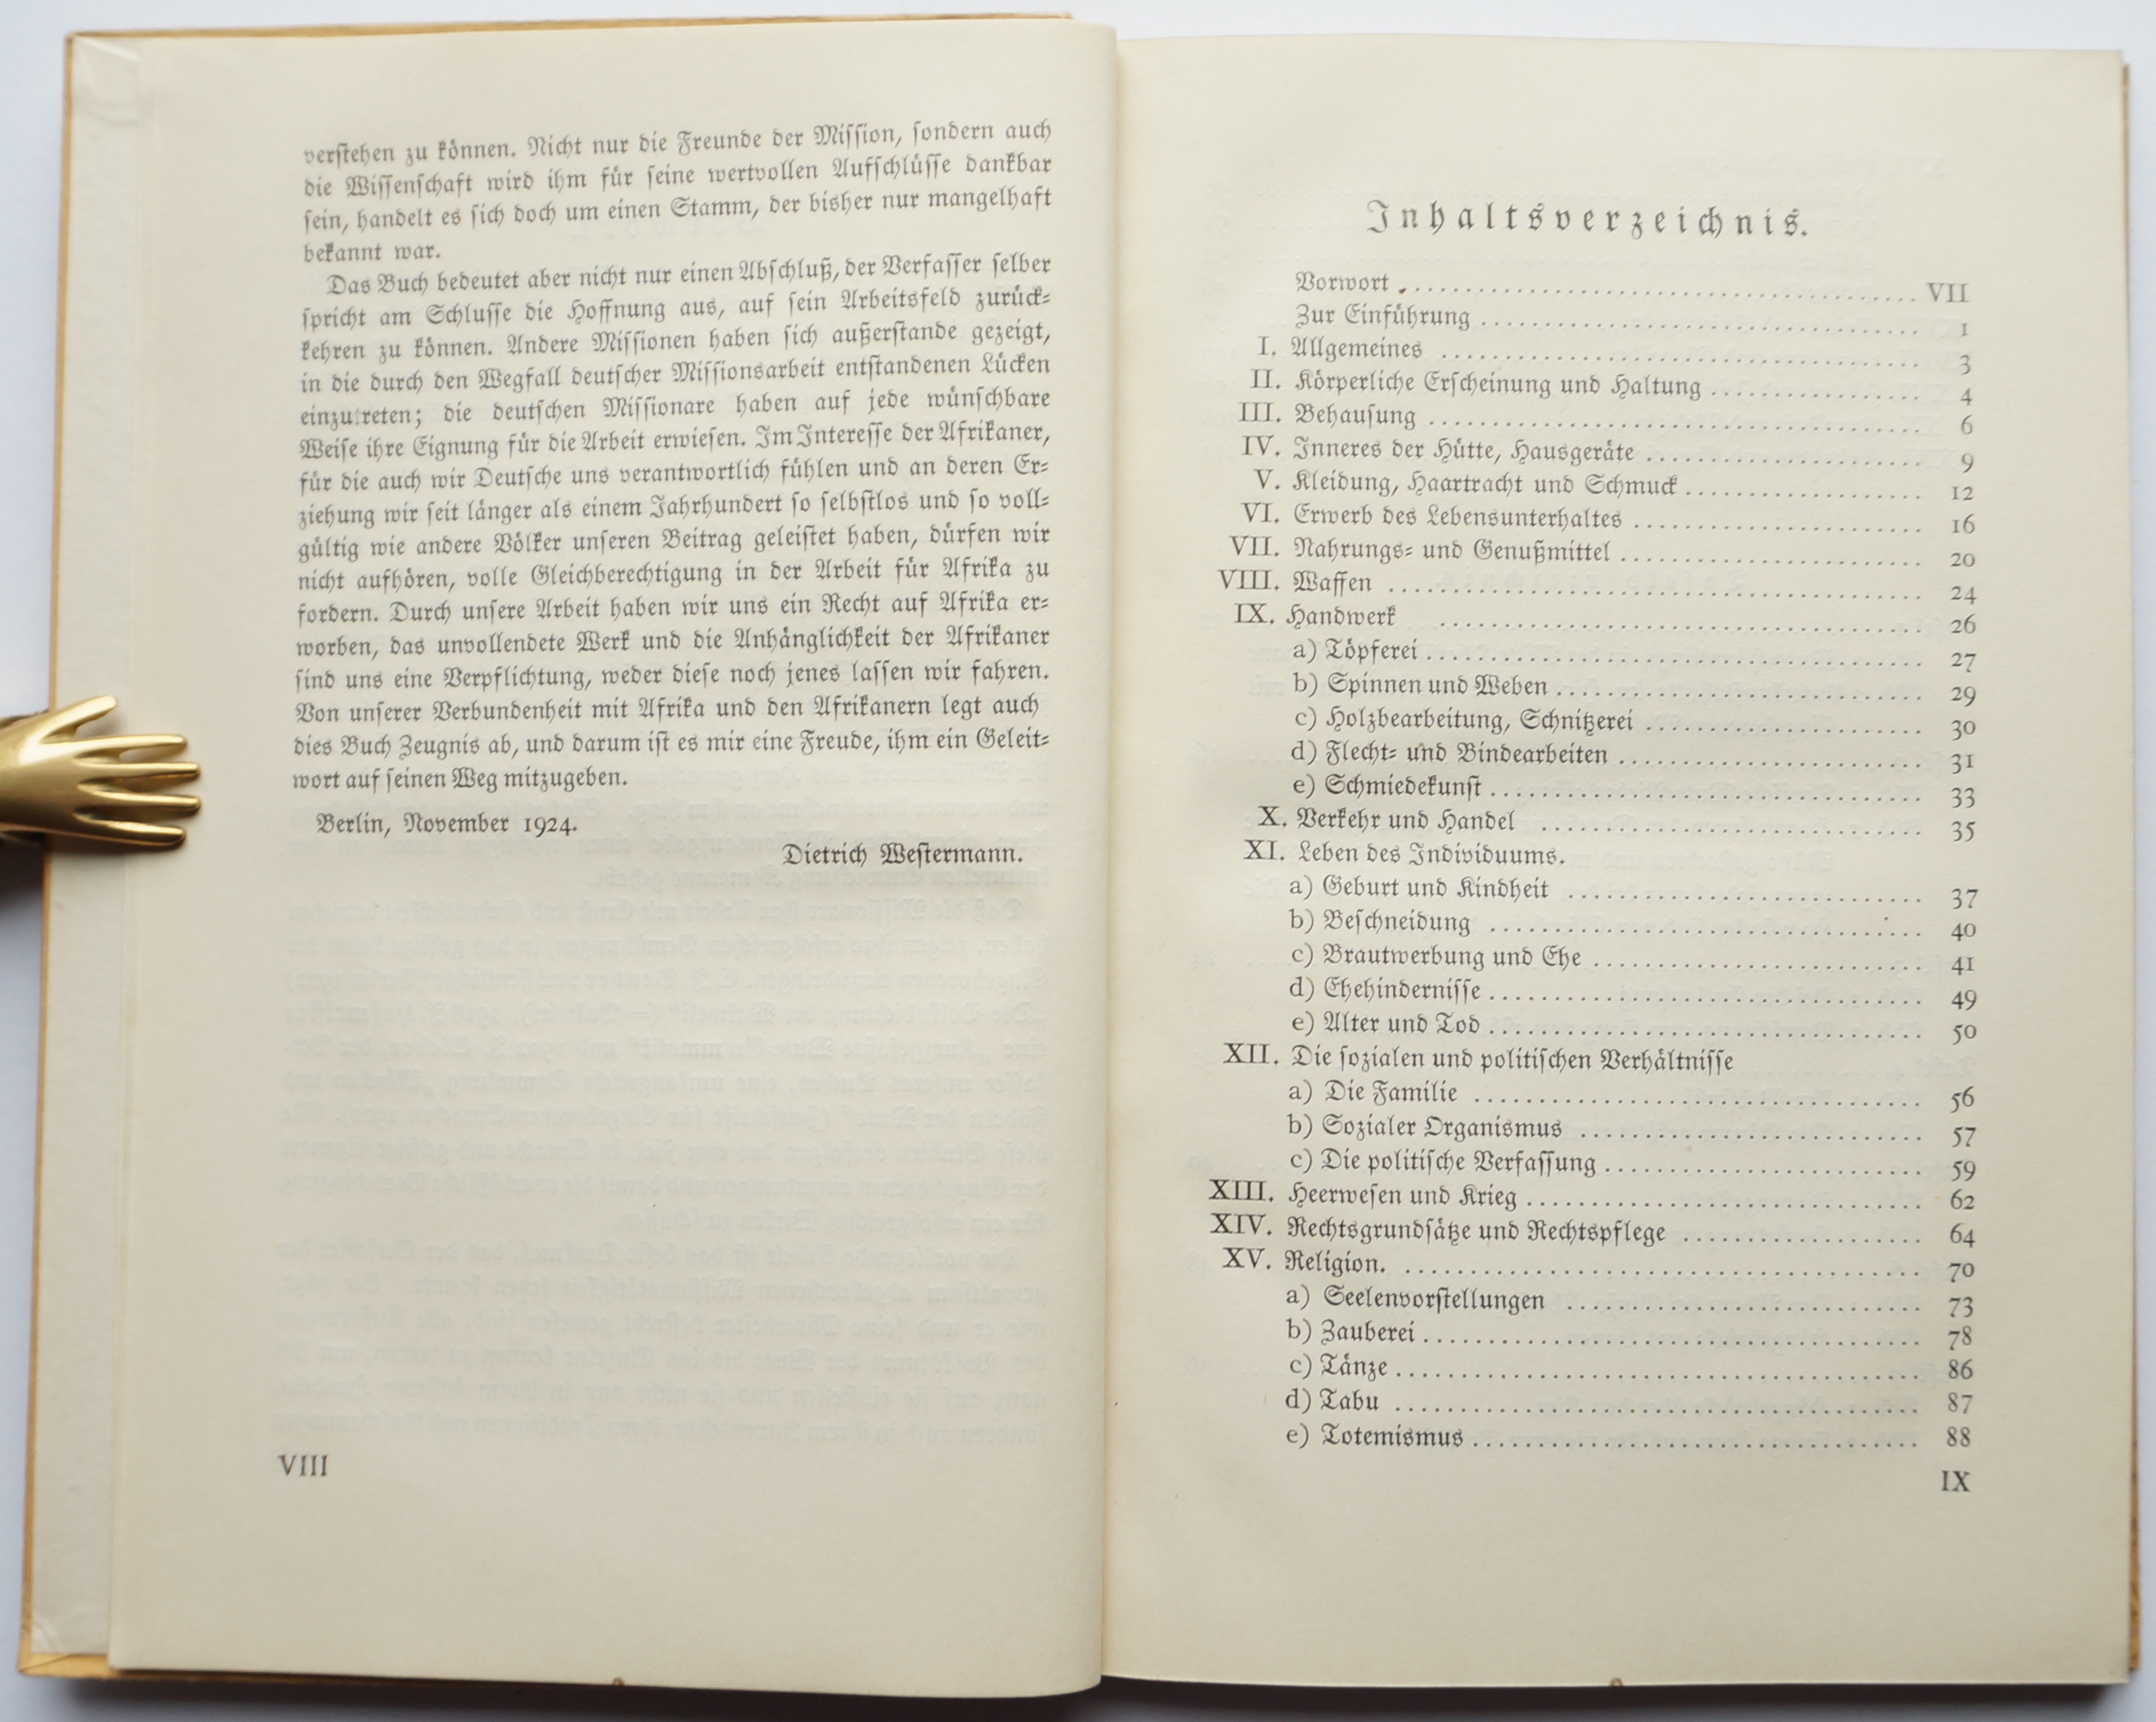 verstehen zu können. Nicht nur die Freunde der Mission, sondern auch
die Wissenschaft wird ihm für seine wertvollen Aufschlüsse dankbar
sein, handelt es sich doch um einen Stamm, der bisher nur mangelhaft
bekannt war.
Das Buch bedeutet aber nicht nur einen Abschluß, der Verfasser selber
spricht am Schlusse die Hoffnung aus, auf sein Arbeitsfeld zurück-
kehren zu können. Andere Missionen haben sich außerstande gezeigt,
in die durch den Wegfall deutscher Missionsarbeit entstandenen Lücken
einzutreten; die deutschen Missionare haben auf jede wünschbare
Weise ihre Eignung für die Arbeit erwiesen. Im Interesse der Afrikaner,
für die auch wir Deutsche uns verantwortlich fühlen und an deren Er-
ziehung wir seit länger als einem Jahrhundert so selbstlos und so voll-
gültig wie andere Völker unseren Beitrag geleistet haben, dürfen wir
nicht aufhören, volle Gleichberechtigung in der Arbeit für Afrika zu
fordern. Durch unsere Arbeit haben wir uns ein Recht auf Afrika er-
worben, das unvollendete Werk und die Anhänglichkeit der Afrikaner
sind uns eine Verpflichtung, weder diese noch jenes lassen wir fahren.
Von unserer Verbundenheit mit Afrika und den Afrikanern legt auch
dies Buch Zeugnis ab, und darum ist es mir eine Freude, ihm ein Geleit-
wort auf seinen Weg mitzugeben.
Berlin, November 1924.
Dietrich Westermann.
VIII
Inhaltsverzeichnis.
Vorwort ........ VII
Zur Einführung ........ 1
I. Allgemeines ........ 3
II. Körperliche Erscheinung und Haltung ........ 4
III. Behausung ........ 6
IV. Inneres der Hütte, Hausgeräte ........ 9
V. Kleidung, Haartracht und Schmuck ........ 12
VI. Erwerb des Lebensunterhaltes ........ 16
VII. Nahrungs- und Genußmittel ........ 20
VIII. Waffen ........ 24
IX. Handwerk ........ 26
a) Töpferei ........ 27
b) Spinnen und Weben ........ 29
c) Holzbearbeitung, Schnitzerei ........ 30
d) Flecht- und Bindearbeiten ........ 31
e) Schmiedekunst ........ 33
X. Verkehr und Handel ........ 35
XI. Leben des Individuums.
a) Geburt und Kindheit ........ 37
b) Beschneidung ........ 40
c) Brautwerbung und Ehe ........ 41
d) Ehehindernisse ........ 49
e) Alter und Tod ........ 50
XII. Die sozialen und politischen Verhältnisse
a) Die Familie ........ 56
b) Sozialer Organismus ........ 57
c) Die politische Verfassung ........ 59
XIII. Heerwesen und Krieg ........ 62
XIV. Rechtsgrundsätze und Rechtspflege ........ 64
XV. Religion. ........ 70
a) Seelenvorstellungen ........ 73
b) Zauberei ........ 78
c) Tänze ........ 86
d) Tabu ........ 87
e) Totemismus ........ 88
IX